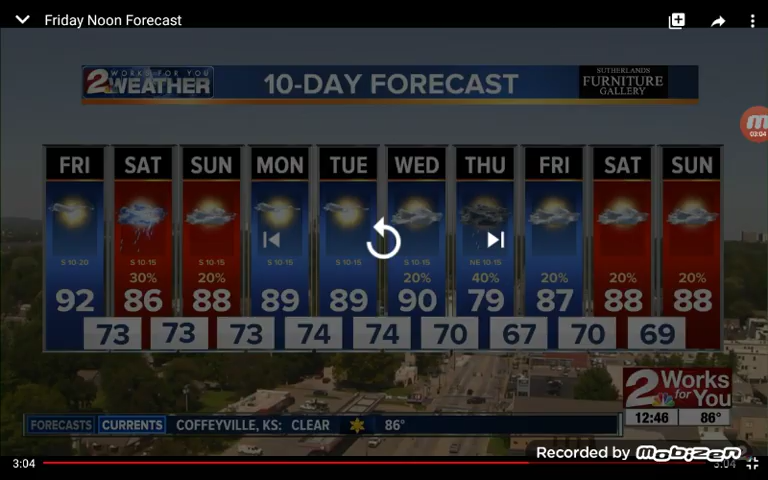 Friday Noon Forecast
WORKS FOR YOU
2 WEATHER
10-DAY FORECAST
SUTHERLANDS
FURNITURE
GALLERY
03:04
FRI SAT SUN MON TUE WED THU FRI SAT SUN
S 10-20 S 10-15 S 10-15 S 10-15 NE 10-15
30% 20% 20% 40% 20% 20% 20%
92 86 88 89 89 90 79 87 88 88
73 73 73 74 74 70 67 70 69
2 Works
for You
12:46 86°
FORECASTS CURRENTS COFFEYVILLE, KS: CLEAR 86°
Recorded by MOBIZEN
3:04 3:04